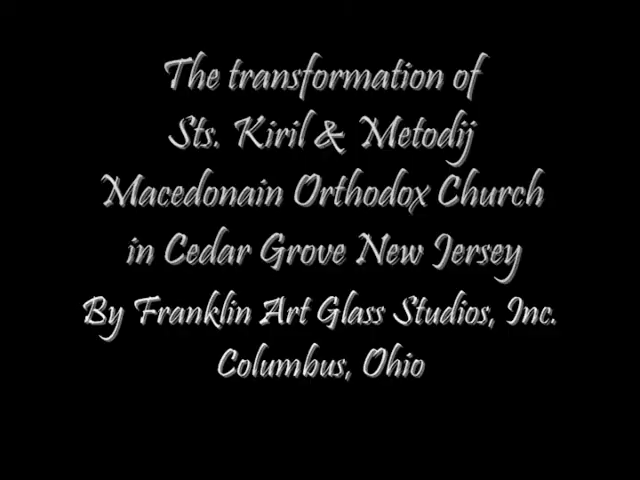 The transformation of
Sts. Kiril & Metodij
Macedonain Orthodox Church
in Cedar Grove New Jersey
By Franklin Art Glass Studios, Inc.
Columbus, Ohio